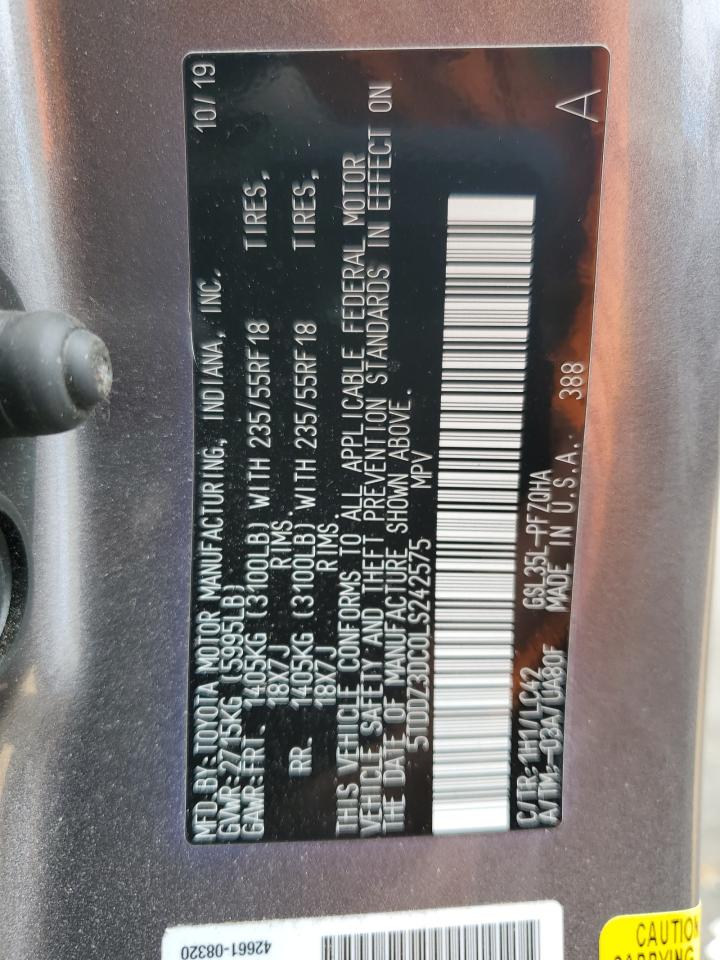 MFD.BY:TOYOTA MOTOR MANUFACTURING, INDIANA, INC. 10/19
GVWR:2715KG (5995LB)
GAWR:FRT. 1405KG (3100LB) WITH 235/55RF18 TIRES,
18X7J RIMS.
RR. 1405KG (3100LB) WITH 235/55RF18 TIRES,
18X7J RIMS.
THIS VEHICLE CONFORMS TO ALL APPLICABLE FEDERAL MOTOR
VEHICLE SAFETY AND THEFT PREVENTION STANDARDS IN EFFECT ON
THE DATE OF MANUFACTURE SHOWN ABOVE.
5TDDZ3DC0LS242575 MPV
C/TR:1H1/LC42 GSL35L-PFZQHA
A/TM:-03A/UA80F MADE IN U.S.A. 388 A
42661-08320
CAUTION
CARRYING